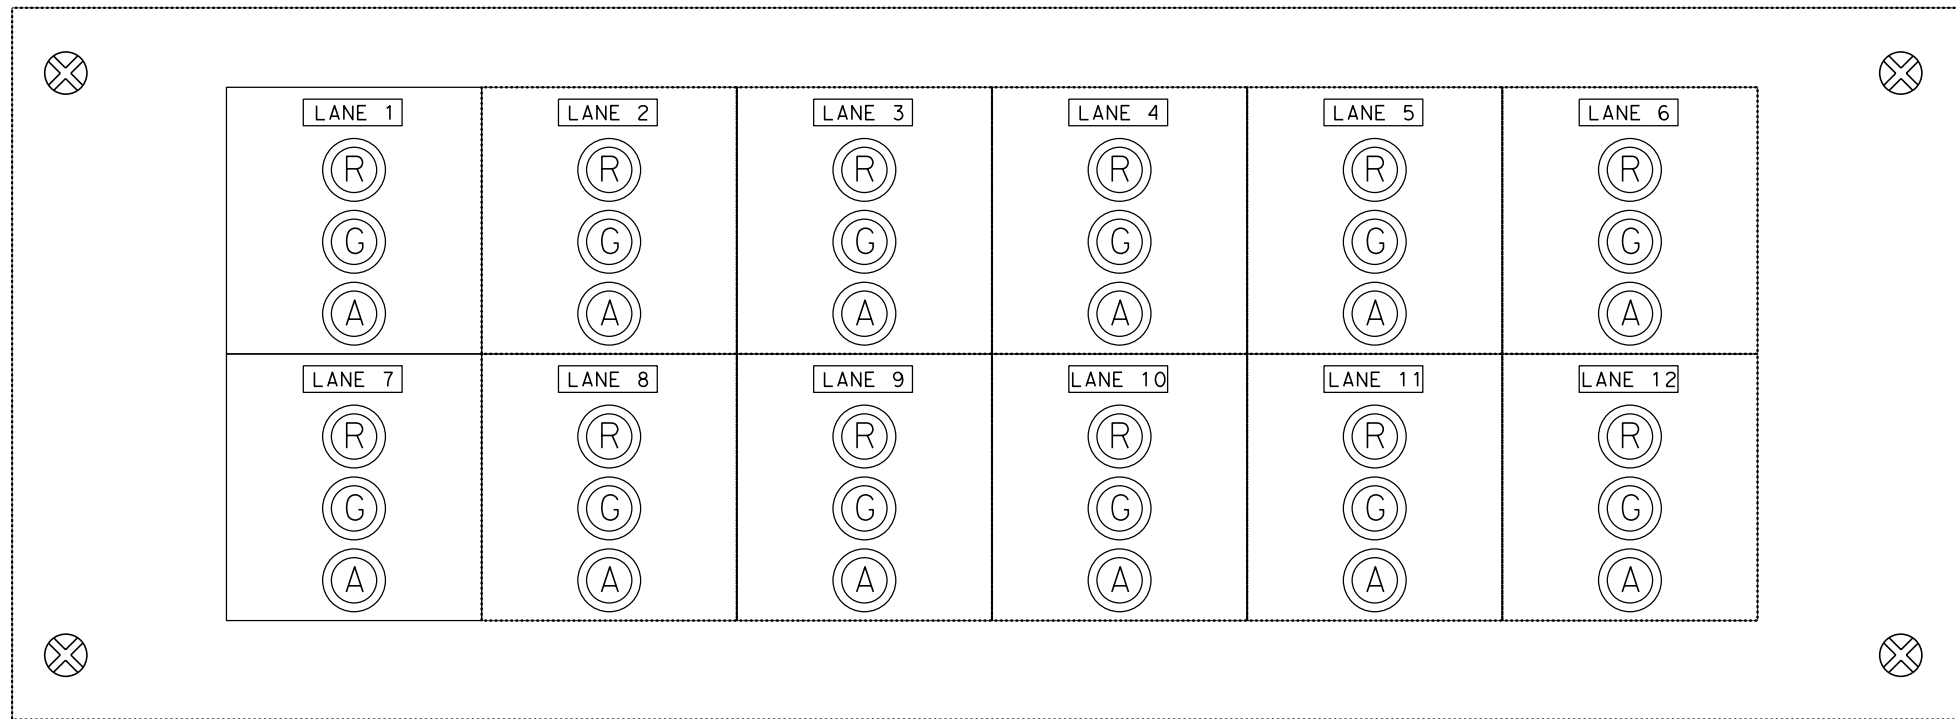 LANE 1 LANE 2 LANE 3 LANE 4 LANE 5 LANE 6
R R R R R R
G G G G G G
A A A A A A
LANE 7 LANE 8 LANE 9 LANE 10 LANE 11 LANE 12
R R R R R R
G G G G G G
A A A A A A